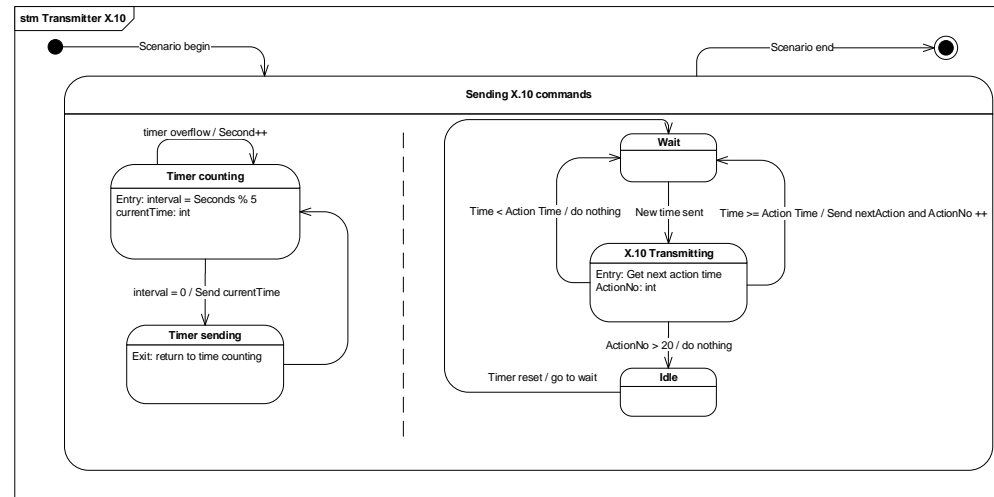 stm Transmitter X.10
Scenario begin
Scenario end
Sending X.10 commands
timer overflow / Second++
Timer counting
Entry: interval = Seconds % 5
currentTime: int
interval = 0 / Send currentTime
Timer sending
Exit: return to time counting
Wait
Time < Action Time / do nothing
New time sent
Time >= Action Time / Send nextAction and ActionNo ++
X.10 Transmitting
Entry: Get next action time
ActionNo: int
ActionNo > 20 / do nothing
Timer reset / go to wait
Idle